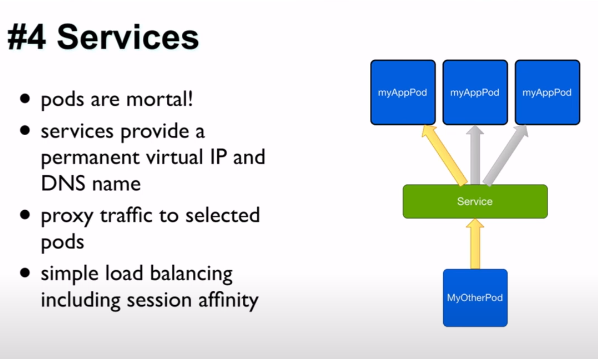 #4 Services
• pods are mortal!
• services provide a
permanent virtual IP and
DNS name
• proxy traffic to selected
pods
• simple load balancing
including session affinity
myAppPod myAppPod myAppPod
Service
MyOtherPod